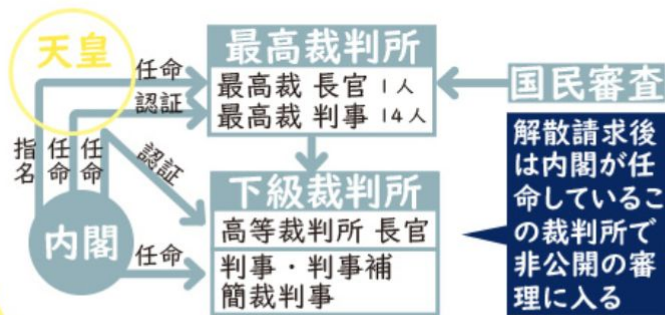 天皇
任命
認証
指名
任命
任命
認証
内閣
任命
最高裁判所
最高裁 長官 1人
最高裁 判事 14人
国民審査
下級裁判所
高等裁判所 長官
判事・判事補
簡裁判事
解散請求後
は内閣が任
命しているこ
の裁判所で
非公開の審
理に入る